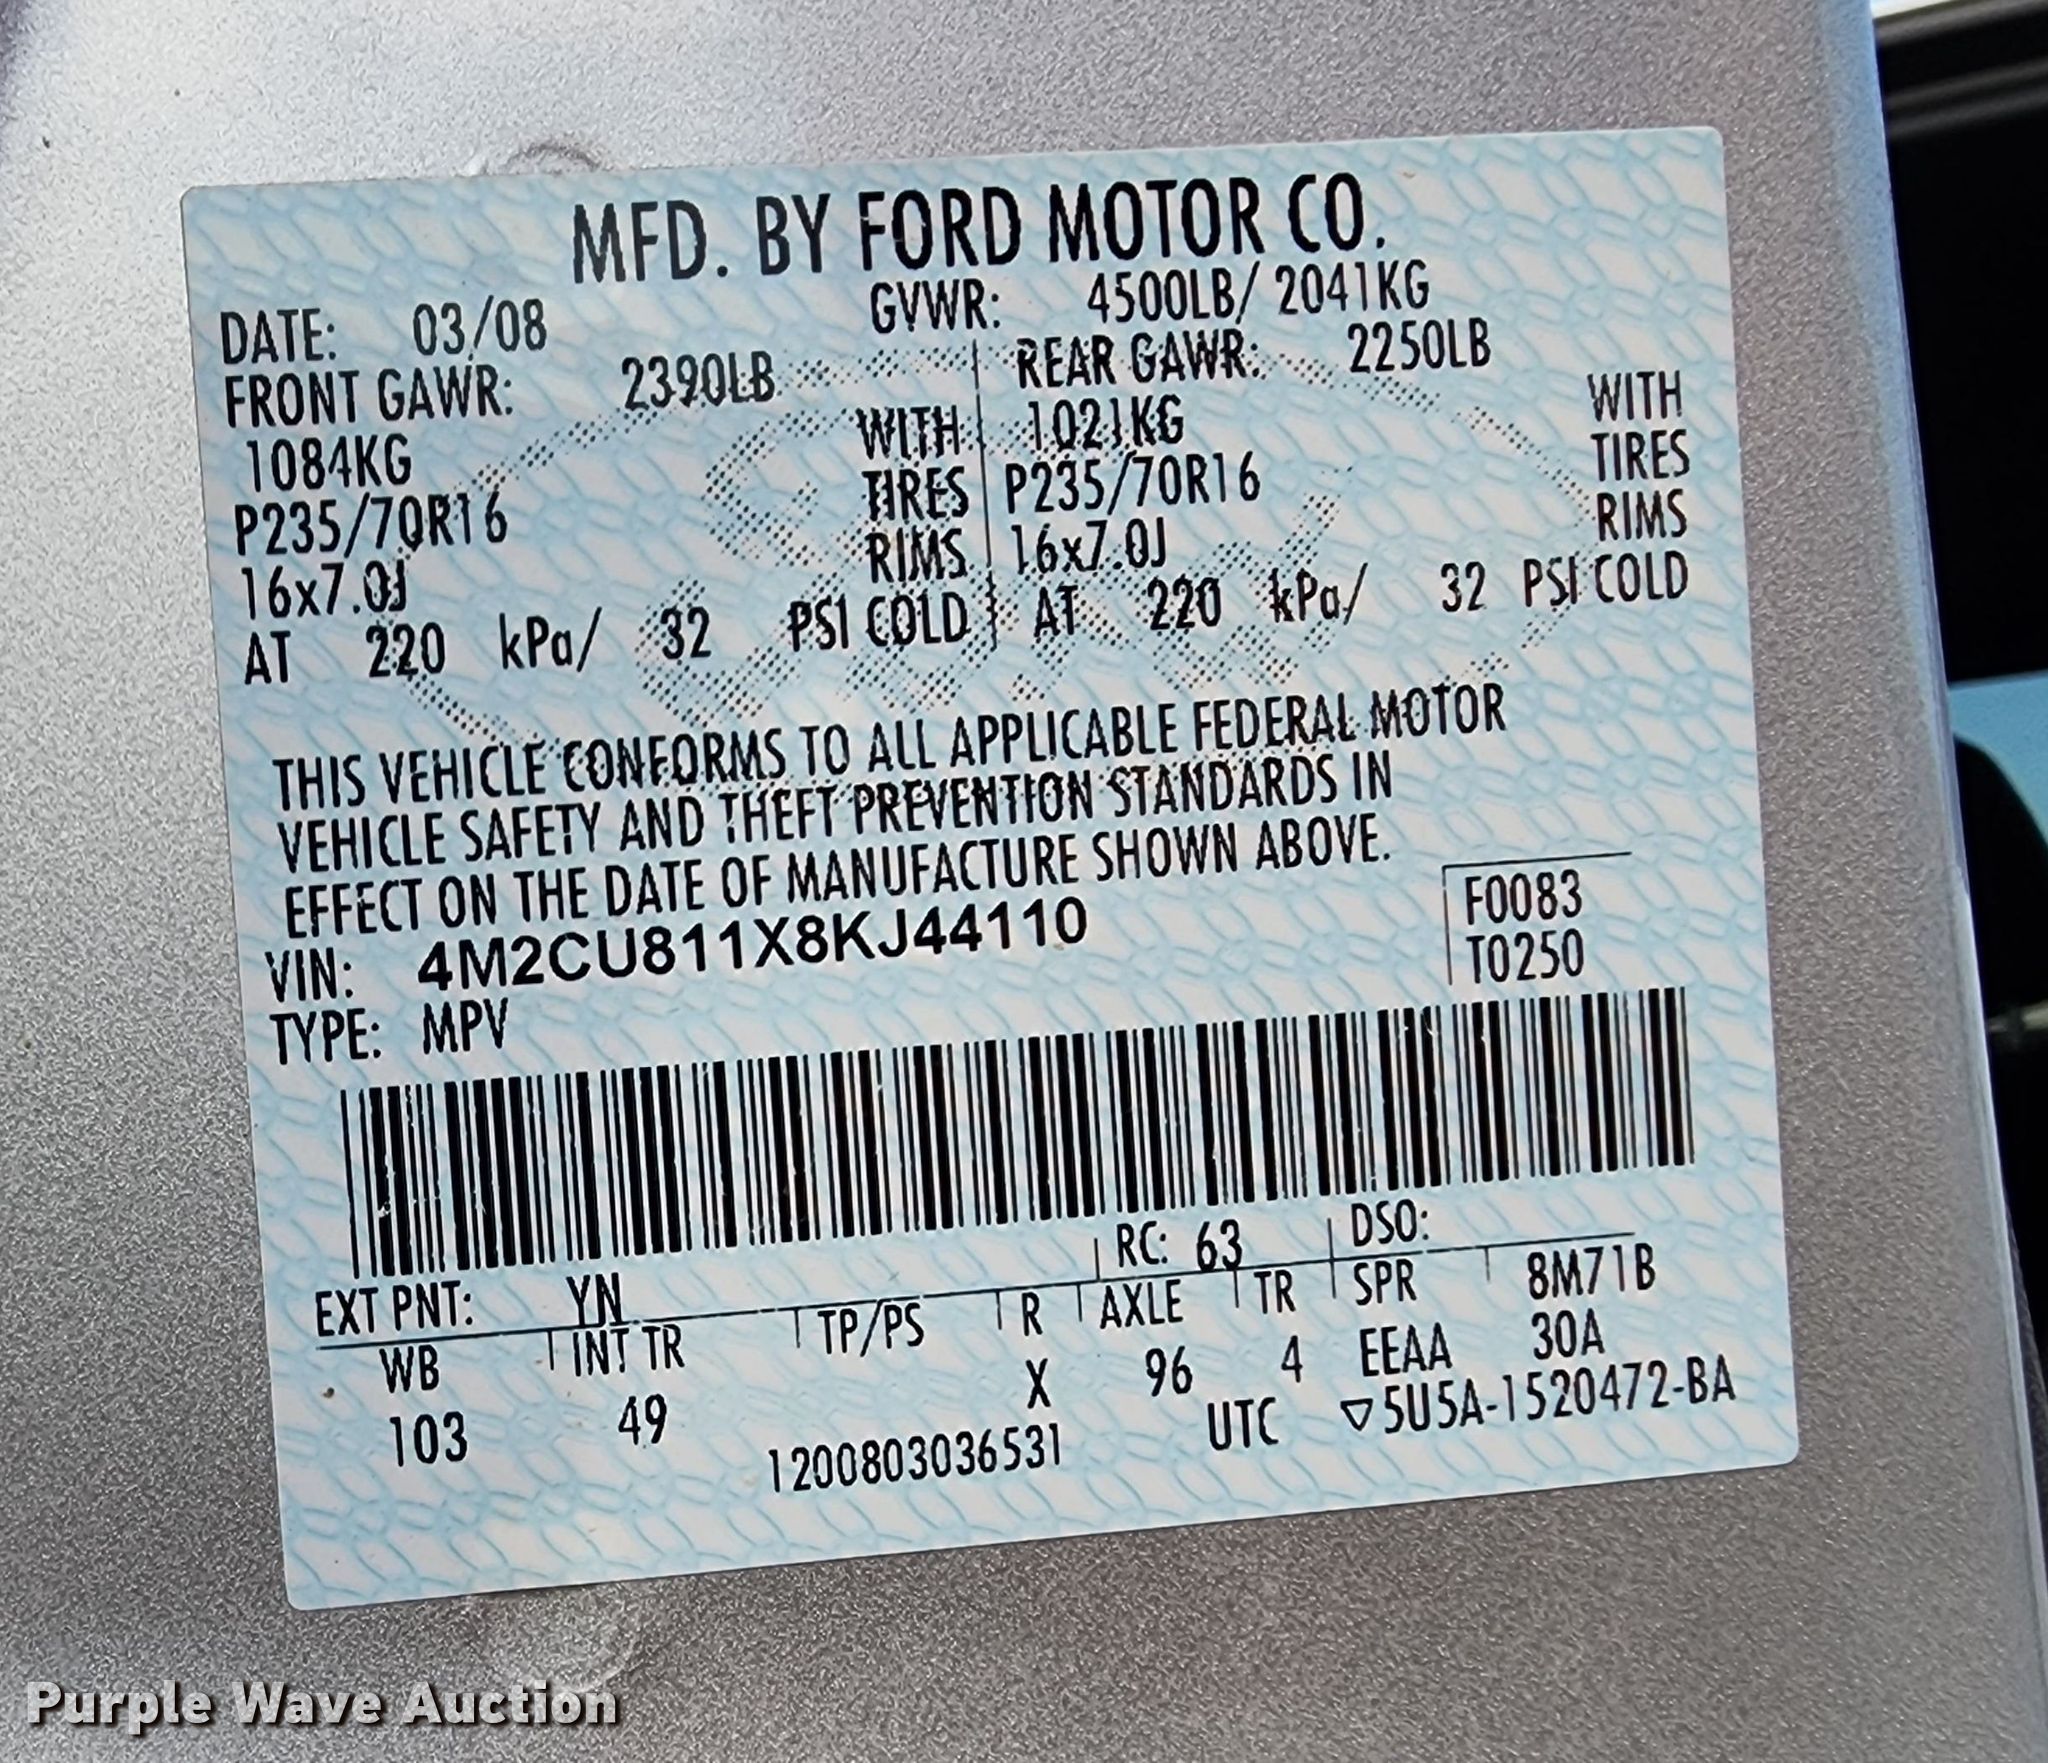 MFD. BY FORD MOTOR CO.
DATE: 03/08 GVWR: 4500LB/ 2041KG
FRONT GAWR: 2390LB REAR GAWR: 2250LB
1084KG WITH 1021KG WITH
P235/70R16 TIRES P235/70R16 TIRES
16x7.0J RIMS 16x7.0J RIMS
AT 220 kPa/ 32 PSI COLD AT 220 kPa/ 32 PSI COLD
THIS VEHICLE CONFORMS TO ALL APPLICABLE FEDERAL MOTOR
VEHICLE SAFETY AND THEFT PREVENTION STANDARDS IN
EFFECT ON THE DATE OF MANUFACTURE SHOWN ABOVE.
VIN: 4M2CU811X8KJ44110 F0083
TYPE: MPV T0250
EXT PNT: YN RC: 63 DSO:
WB INT TR TP/PS R AXLE TR SPR 8M71B
103 49 X 96 4 EEAA 30A
1200803036531 UTC ▽5U5A-1520472-BA
Purple Wave Auction